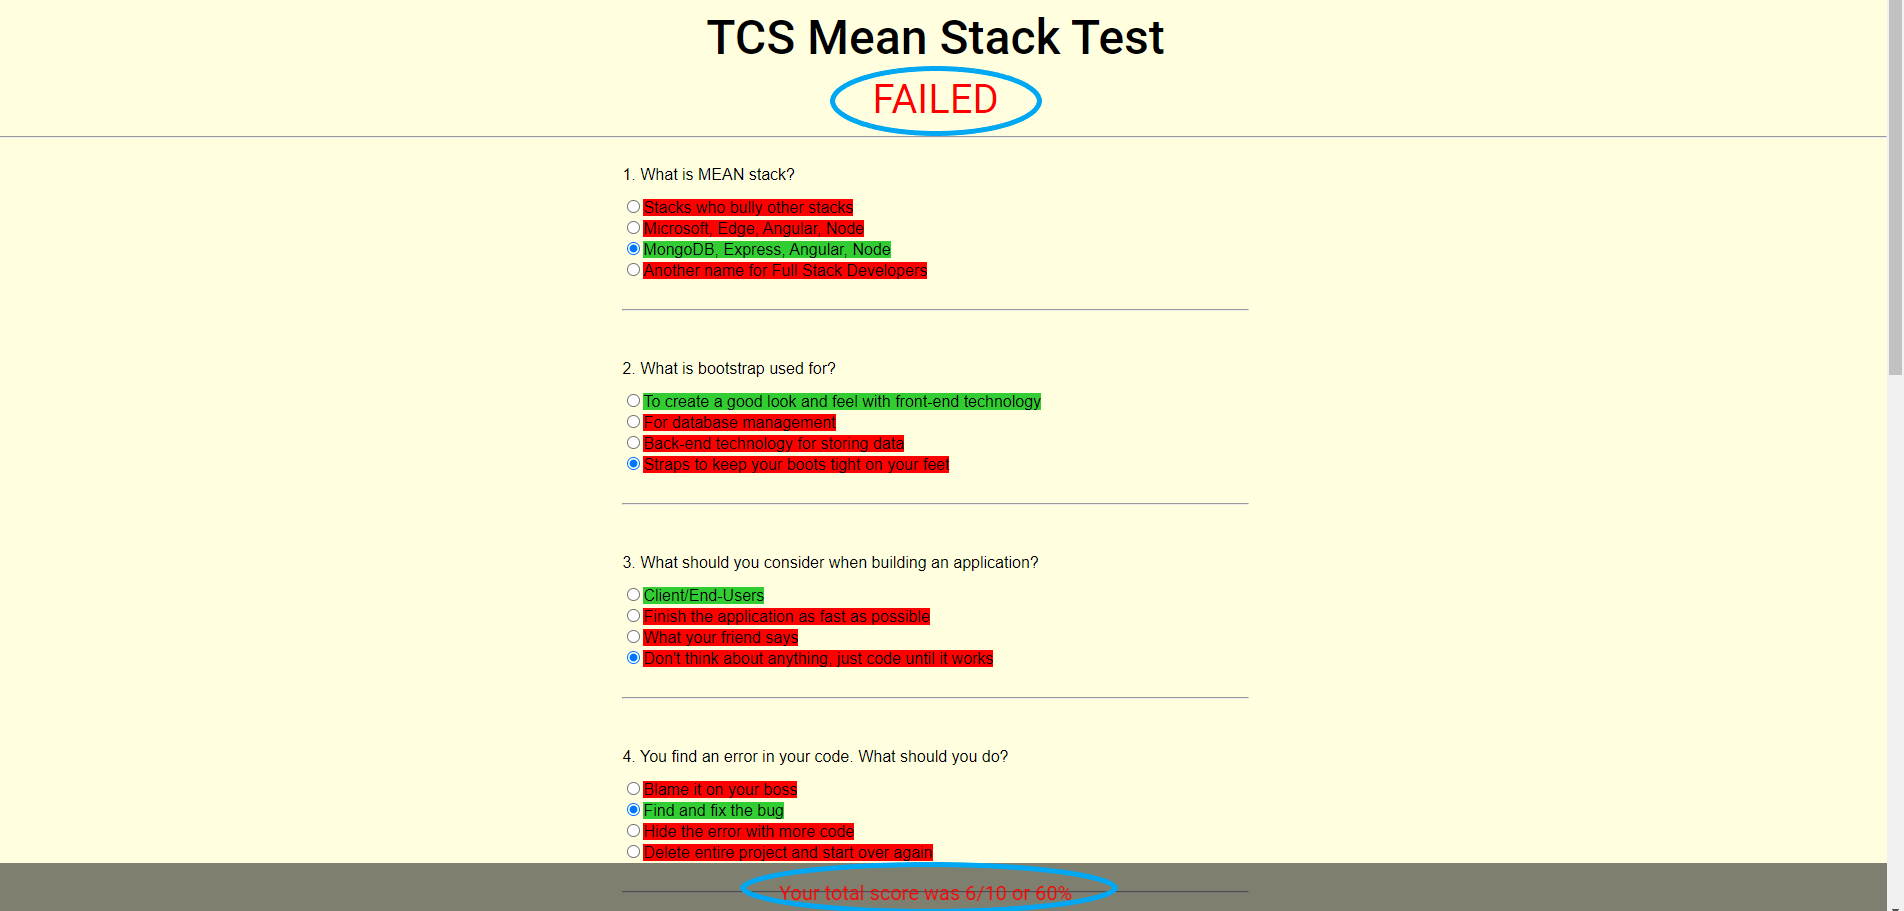 TCS Mean Stack Test
FAILED
1. What is MEAN stack?
Stacks who bully other stacks
Microsoft, Edge, Angular, Node
MongoDB, Express, Angular, Node
Another name for Full Stack Developers
2. What is bootstrap used for?
To create a good look and feel with front-end technology
For database management
Back-end technology for storing data
Straps to keep your boots tight on your feet
3. What should you consider when building an application?
Client/End-Users
Finish the application as fast as possible
What your friend says
Don't think about anything, just code until it works
4. You find an error in your code. What should you do?
Blame it on your boss
Find and fix the bug
Hide the error with more code
Delete entire project and start over again
Your total score was 6/10 or 60%